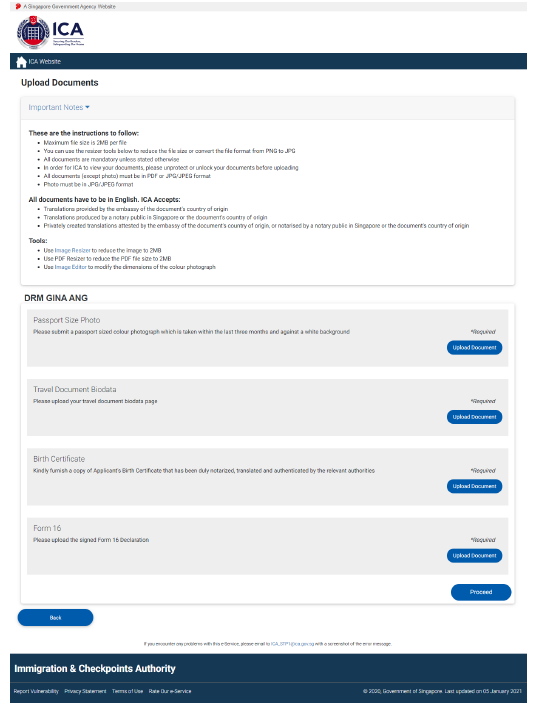 A Singapore Government Agency Website
ICA
Securing Our Borders,
Safeguarding Our Home
ICA Website
Upload Documents
Important Notes
These are the instructions to follow:
Maximum file size is 2MB per file
You can use the resizer tools below to reduce the file size or convert the file format from PNG to JPG
All documents are mandatory unless stated otherwise
In order for ICA to view your documents, please unprotect or unlock your documents before uploading
All documents (except photo) must be in PDF or JPG/JPEG format
Photo must be in JPG/JPEG format
All documents have to be in English. ICA Accepts:
Translations provided by the embassy of the document's country of origin
Translations produced by a notary public in Singapore or the document's country of origin
Privately created translations attested by the embassy of the document's country of origin, or notarised by a notary public in Singapore or the document's country of origin
Tools:
Use Image Resizer to reduce the image to 2MB
Use PDF Resizer to reduce the PDF file size to 2MB
Use Image Editor to modify the dimensions of the colour photograph
DRM GINA ANG
Passport Size Photo
Please submit a passport sized colour photograph which is taken within the last three months and against a white background
*Required
Upload Document
Travel Document Biodata
Please upload your travel document biodata page
*Required
Upload Document
Birth Certificate
Kindly furnish a copy of Applicant's Birth Certificate that has been duly notarized, translated and authenticated by the relevant authorities
*Required
Upload Document
Form 16
Please upload the signed Form 16 Declaration
*Required
Upload Document
Proceed
Back
If you encounter any problems with this e-Service, please email to with a screenshot of the error message.
Immigration & Checkpoints Authority
Report Vulnerability Privacy Statement Terms of Use Rate Our e-Service
© 2020, Government of Singapore. Last updated on 05 January 2021